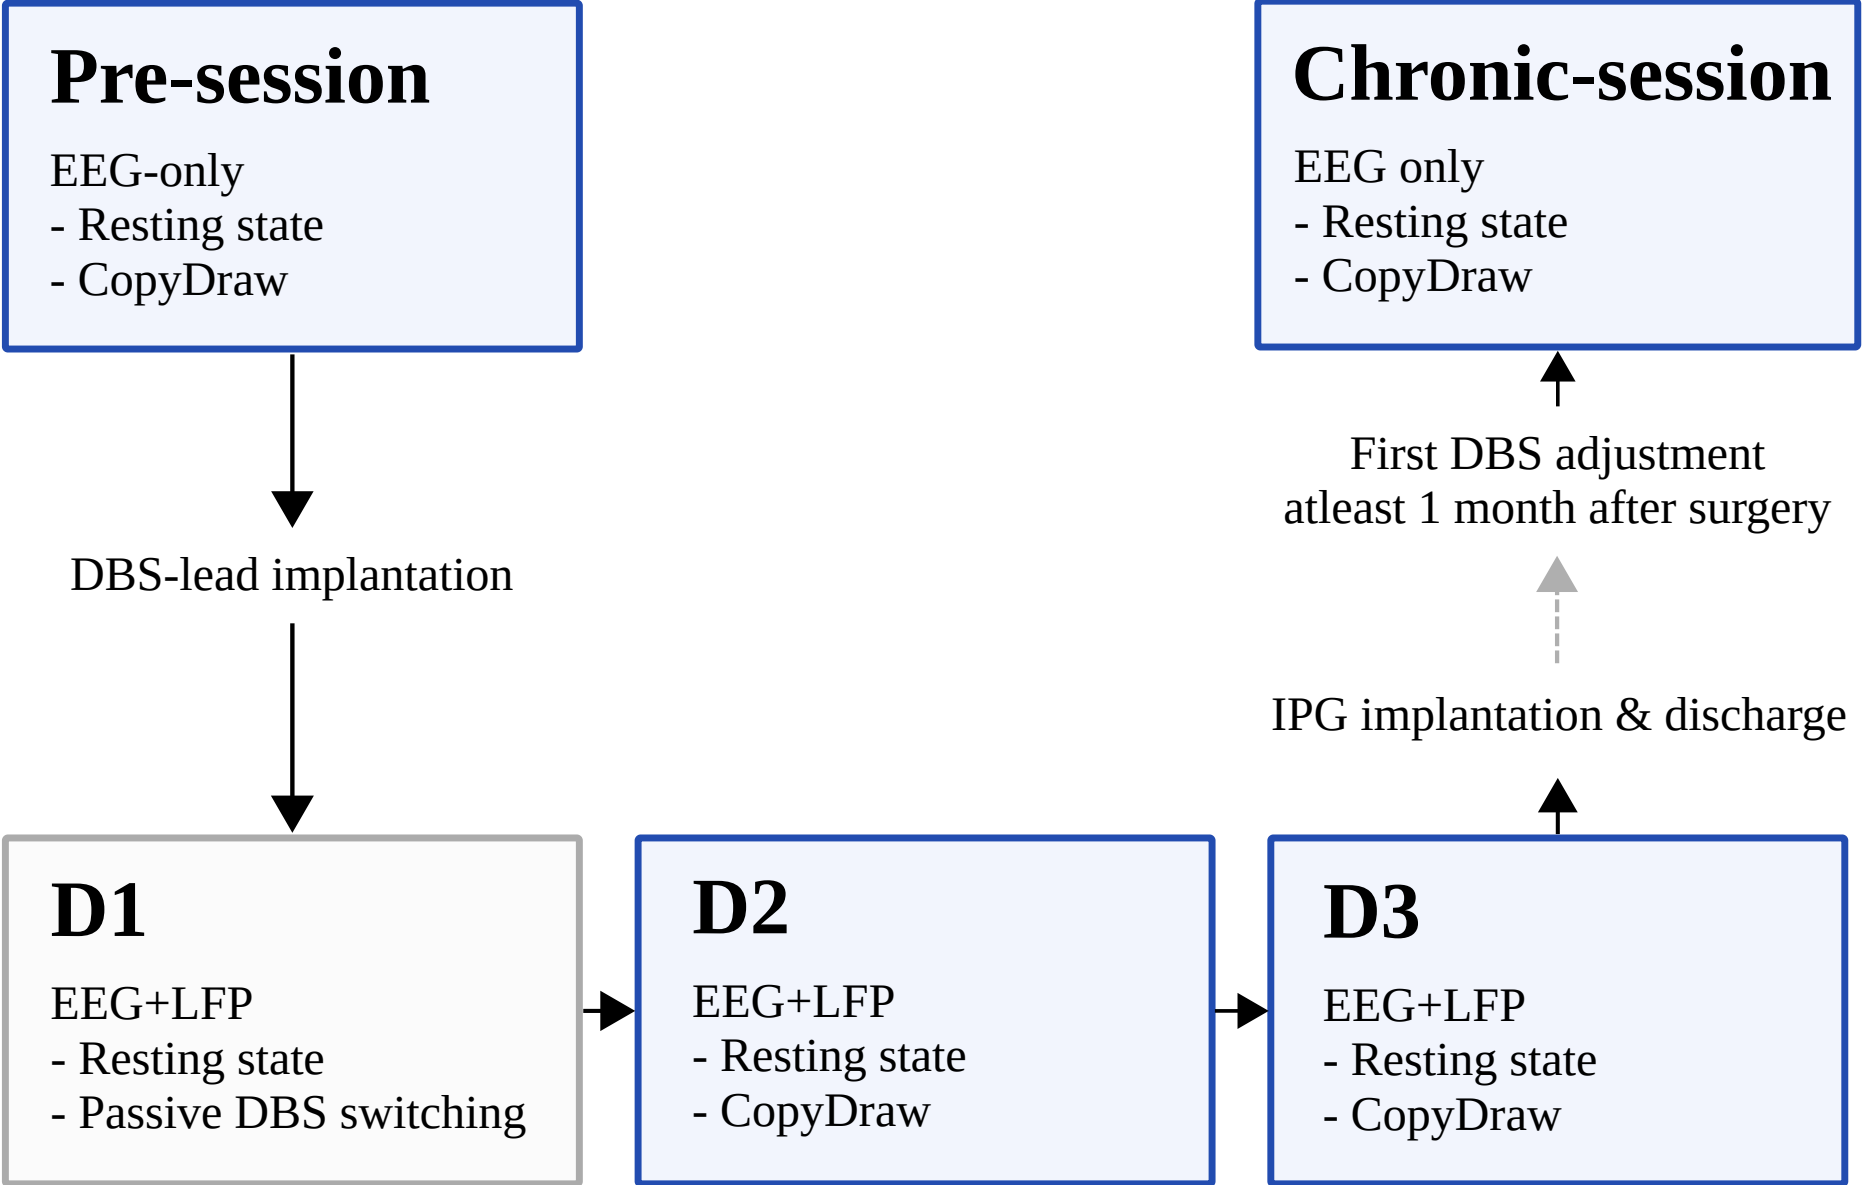 Pre-session
EEG-only
- Resting state
- CopyDraw
DBS-lead implantation
D1
EEG+LFP
- Resting state
- Passive DBS switching
D2
EEG+LFP
- Resting state
- CopyDraw
D3
EEG+LFP
- Resting state
- CopyDraw
IPG implantation & discharge
First DBS adjustment
atleast 1 month after surgery
Chronic-session
EEG only
- Resting state
- CopyDraw